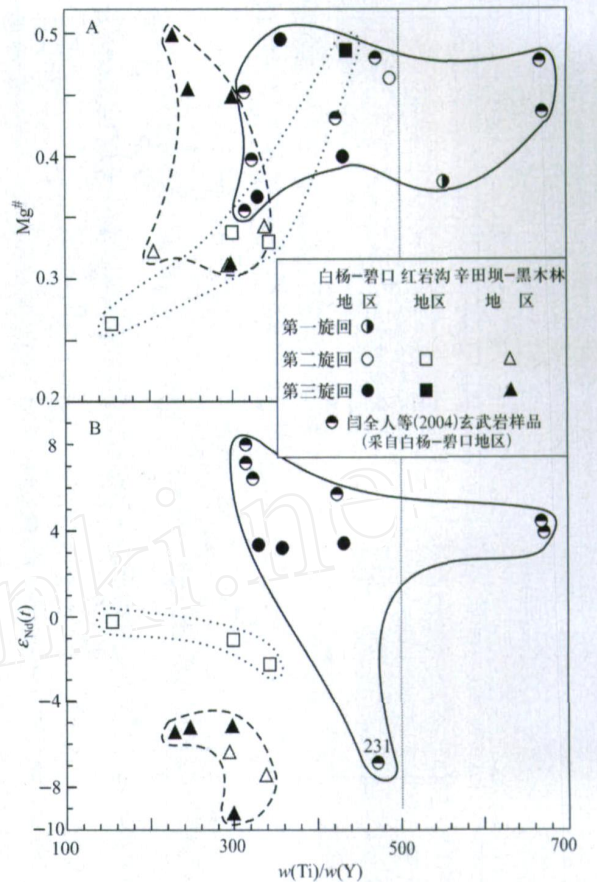 A
0.5
0.4
0.3
0.2
Mg#
白杨-碧口 红岩沟 辛田坝-黑木林
地 区 地区 地 区
第一旋回
第二旋回
第三旋回
闫全人等(2004)玄武岩样品
(采自白杨-碧口地区)
B
8
4
0
-4
-8
-10
εNd(t)
231
100 300 500 700
w(Ti)/w(Y)
nki.ne